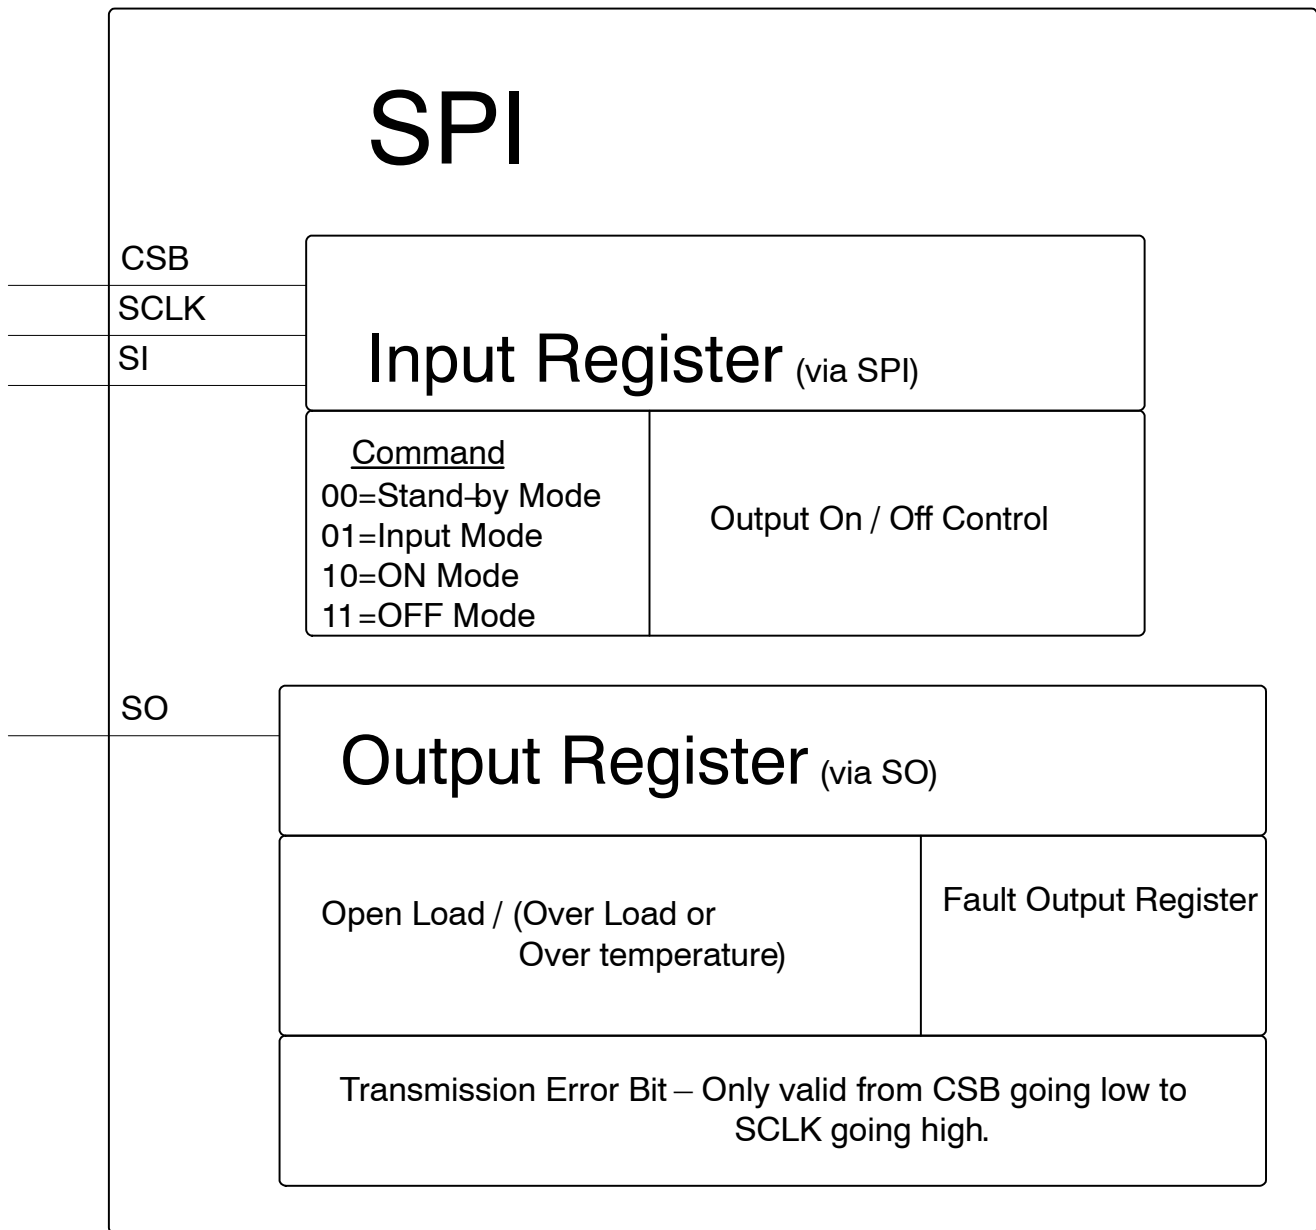 SPI
CSB
SCLK
SI
Input Register (via SPI)
Command
00=Stand-by Mode
01=Input Mode
10=ON Mode
11=OFF Mode
Output On / Off Control
SO
Output Register (via SO)
Open Load / (Over Load or
Over temperature)
Fault Output Register
Transmission Error Bit – Only valid from CSB going low to
SCLK going high.